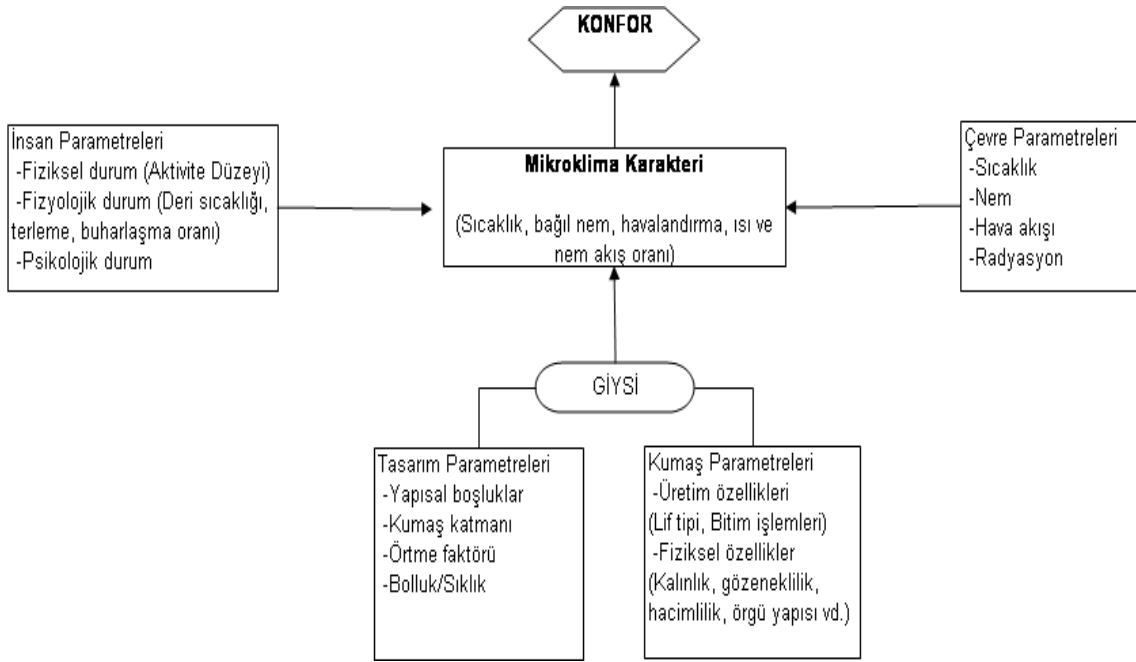 KONFOR
İnsan Parametreleri
-Fiziksel durum (Aktivite Düzeyi)
-Fizyolojik durum (Deri sıcaklığı,
terleme, buharlaşma oranı)
-Psikolojik durum
Mikroklima Karakteri
(Sıcaklık, bağıl nem, havalandırma, ısı ve
nem akış oranı)
Çevre Parametreleri
-Sıcaklık
-Nem
-Hava akışı
-Radyasyon
GİYSİ
Tasarım Parametreleri
-Yapısal boşluklar
-Kumaş katmanı
-Örtme faktörü
-Bolluk/Sıklık
Kumaş Parametreleri
-Üretim özellikleri
(Lif tipi, Bitim işlemleri)
-Fiziksel özellikler
(Kalınlık, gözeneklilik,
hacimlilik, örgü yapısı vd.)